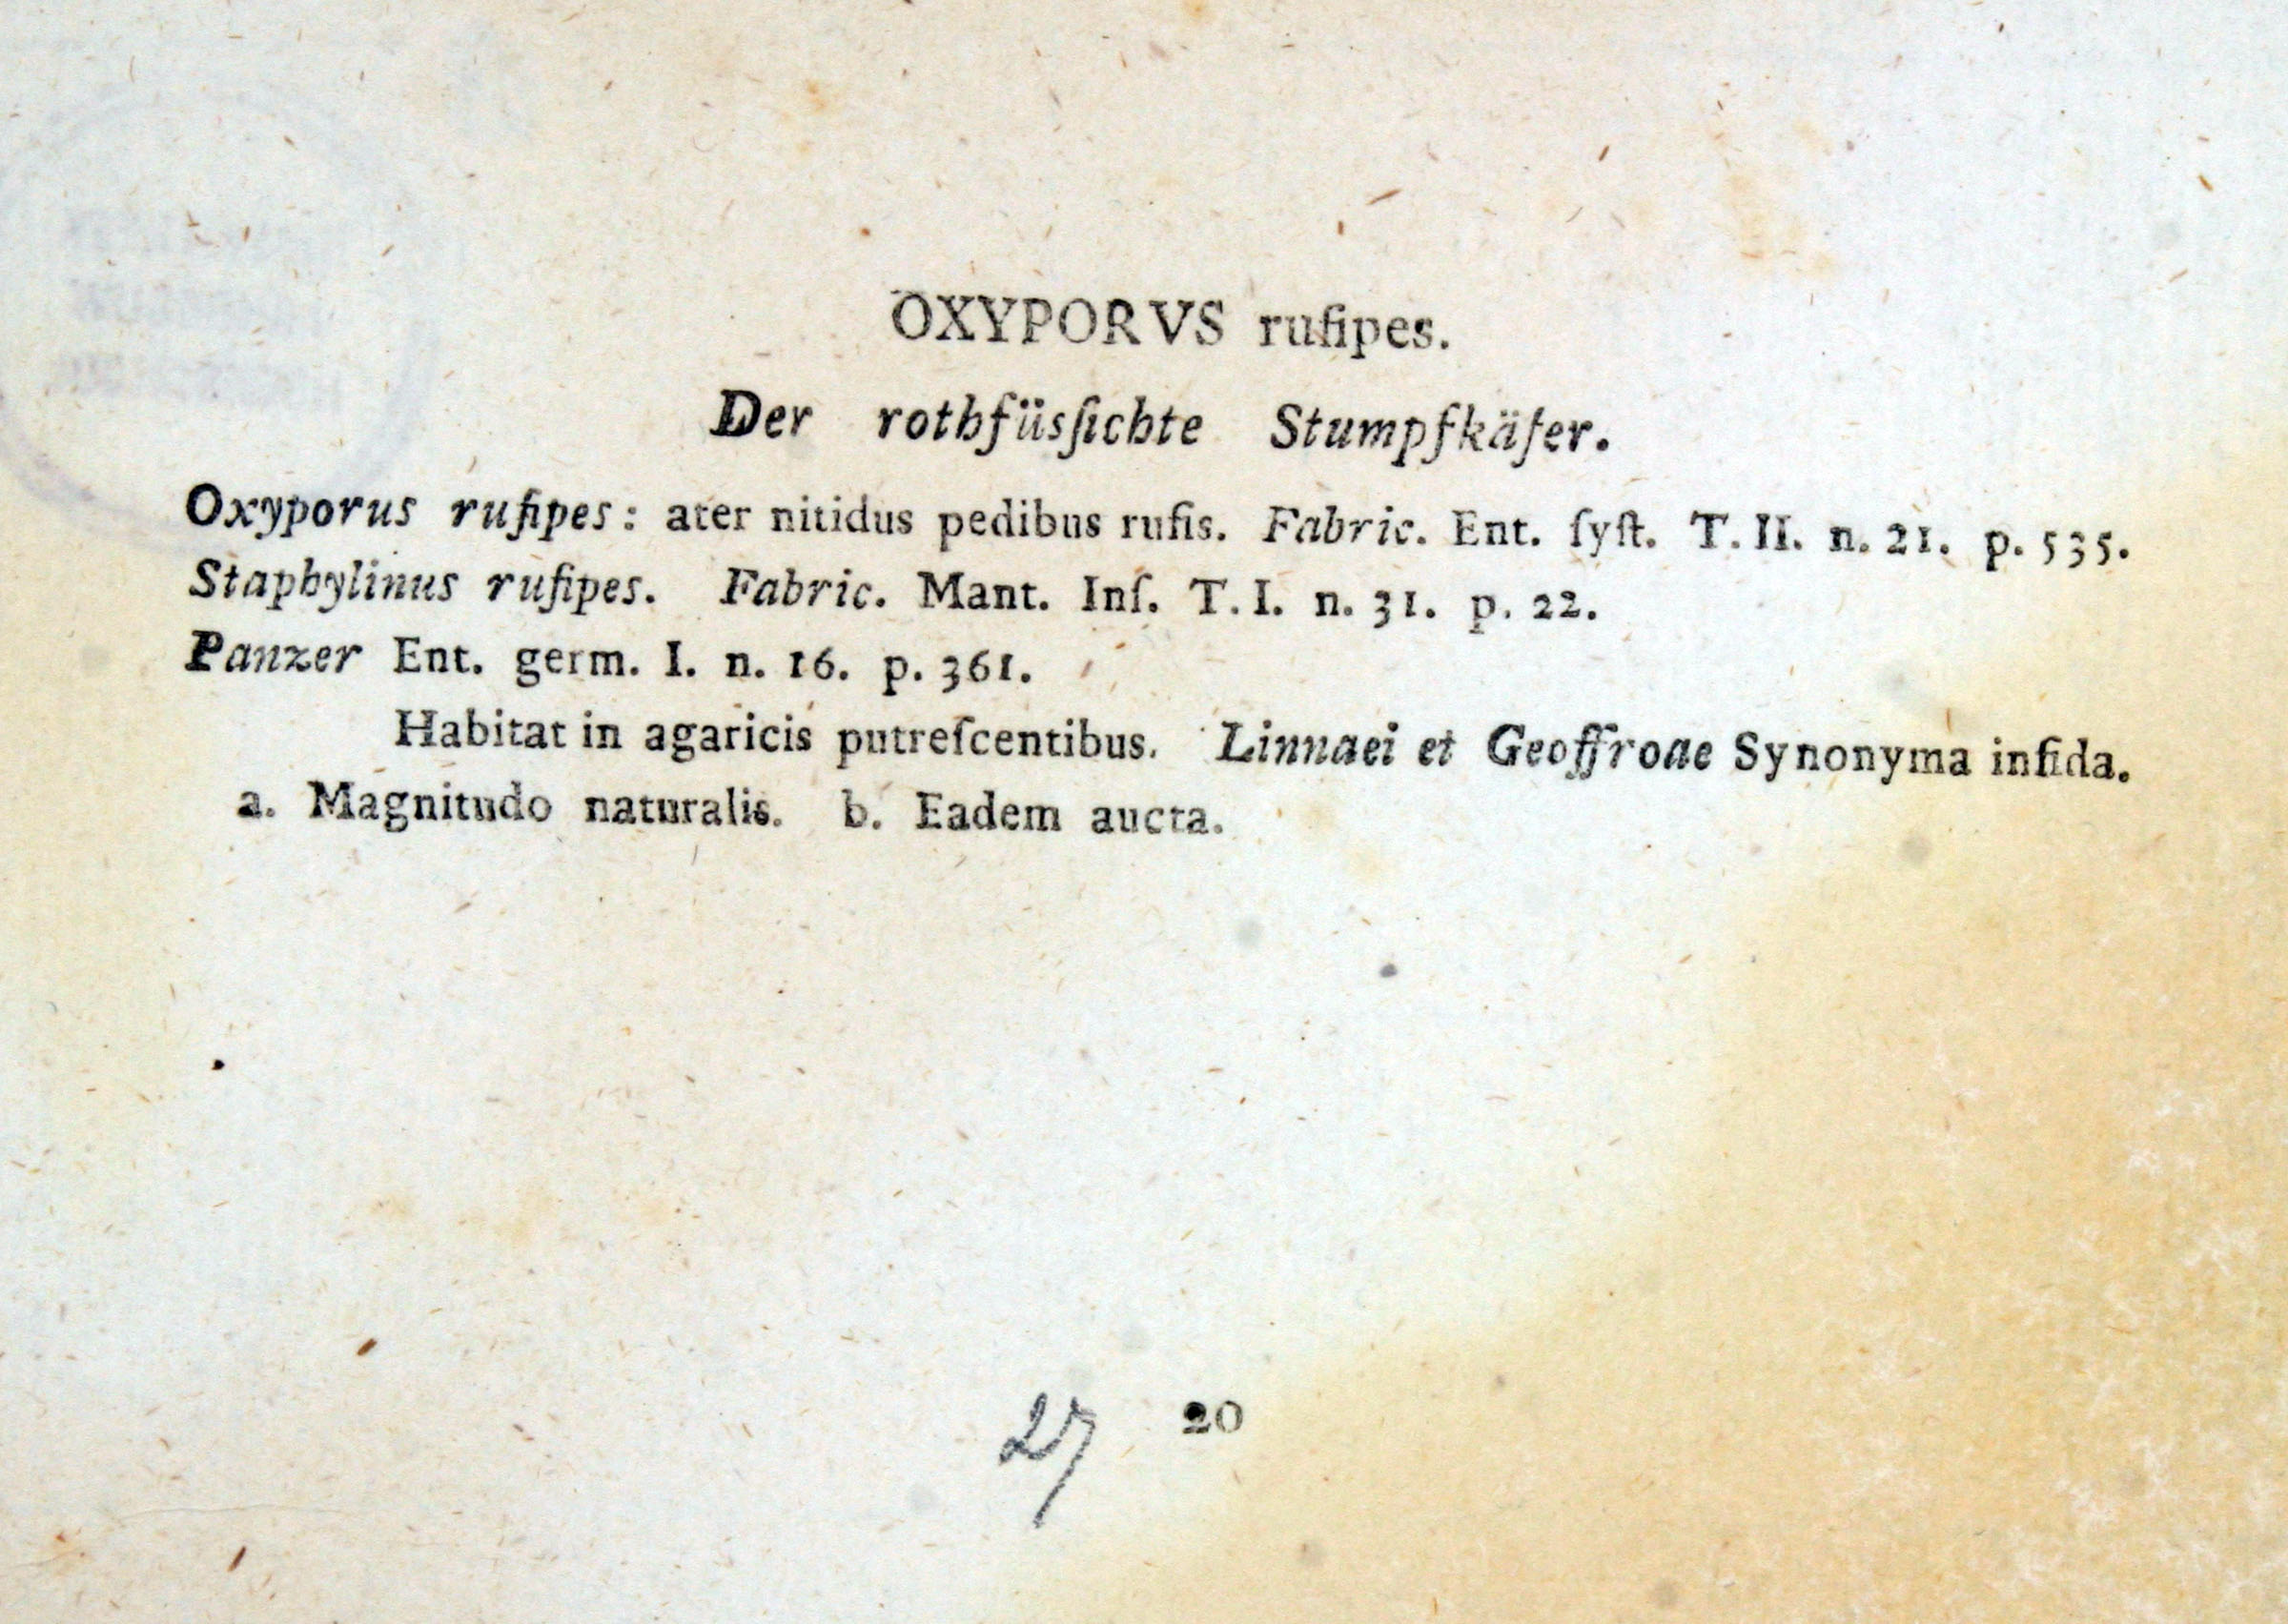 OXYPORVS rufipes.
Der rothfüsſichte Stumpfkäfer.
Oxyporus rufipes: ater nitidus pedibus rufis. Fabric. Ent. ſyſt. T. II. n. 21. p. 535.
Staphylinus rufipes. Fabric. Mant. Inſ. T. I. n. 31. p. 22.
Panzer Ent. germ. I. n. 16. p. 361.
Habitat in agaricis putreſcentibus. Linnaei et Geoffroae Synonyma infida.
a. Magnitudo naturalis. b. Eadem aucta.
27 20